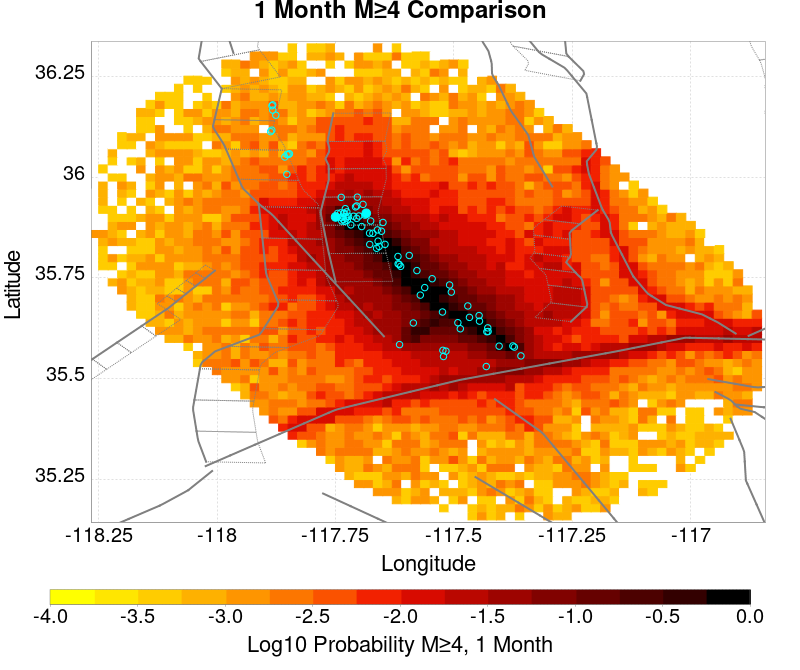 1 Month M≥4 Comparison
36.25
36
35.75
35.5
35.25
Latitude
-118.25 -118 -117.75 -117.5 -117.25 -117
Longitude
-4.0 -3.5 -3.0 -2.5 -2.0 -1.5 -1.0 -0.5 0.0
Log10 Probability M≥4, 1 Month